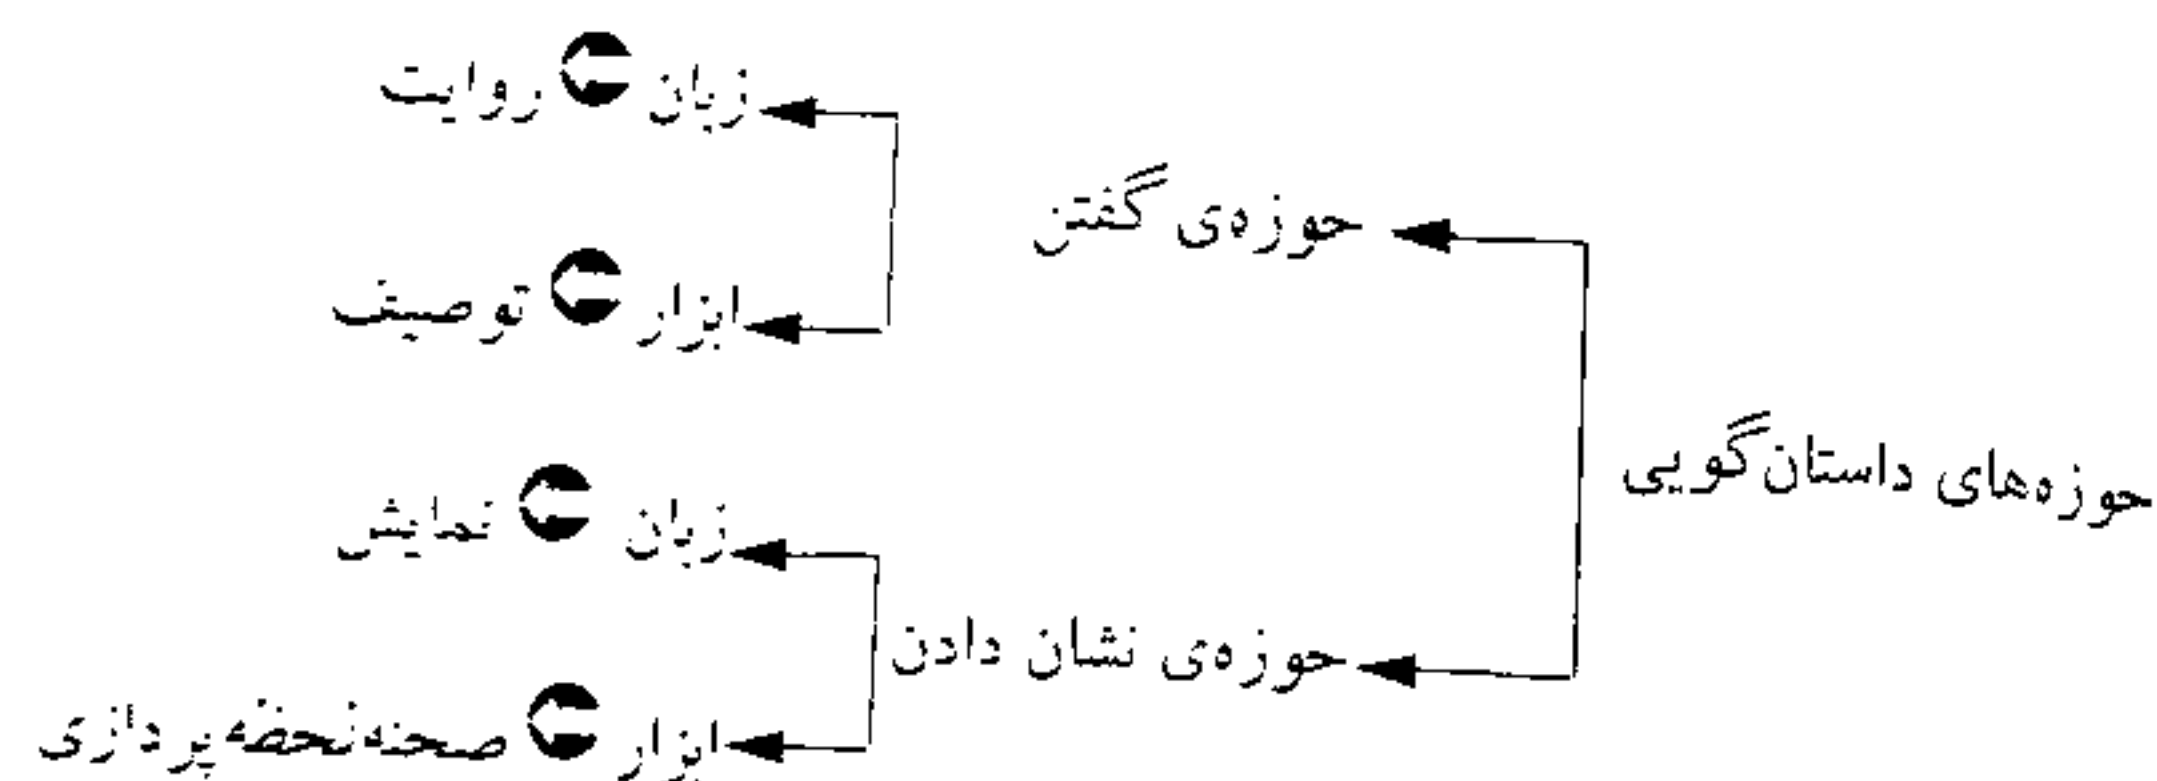 حوزه‌های داستان‌گویی
حوزه‌ی گفتن
زبان روایت
ابزار توصیف
حوزه‌ی نشان دادن
زبان نمایش
ابزار صحنه‌لحظه‌پردازی